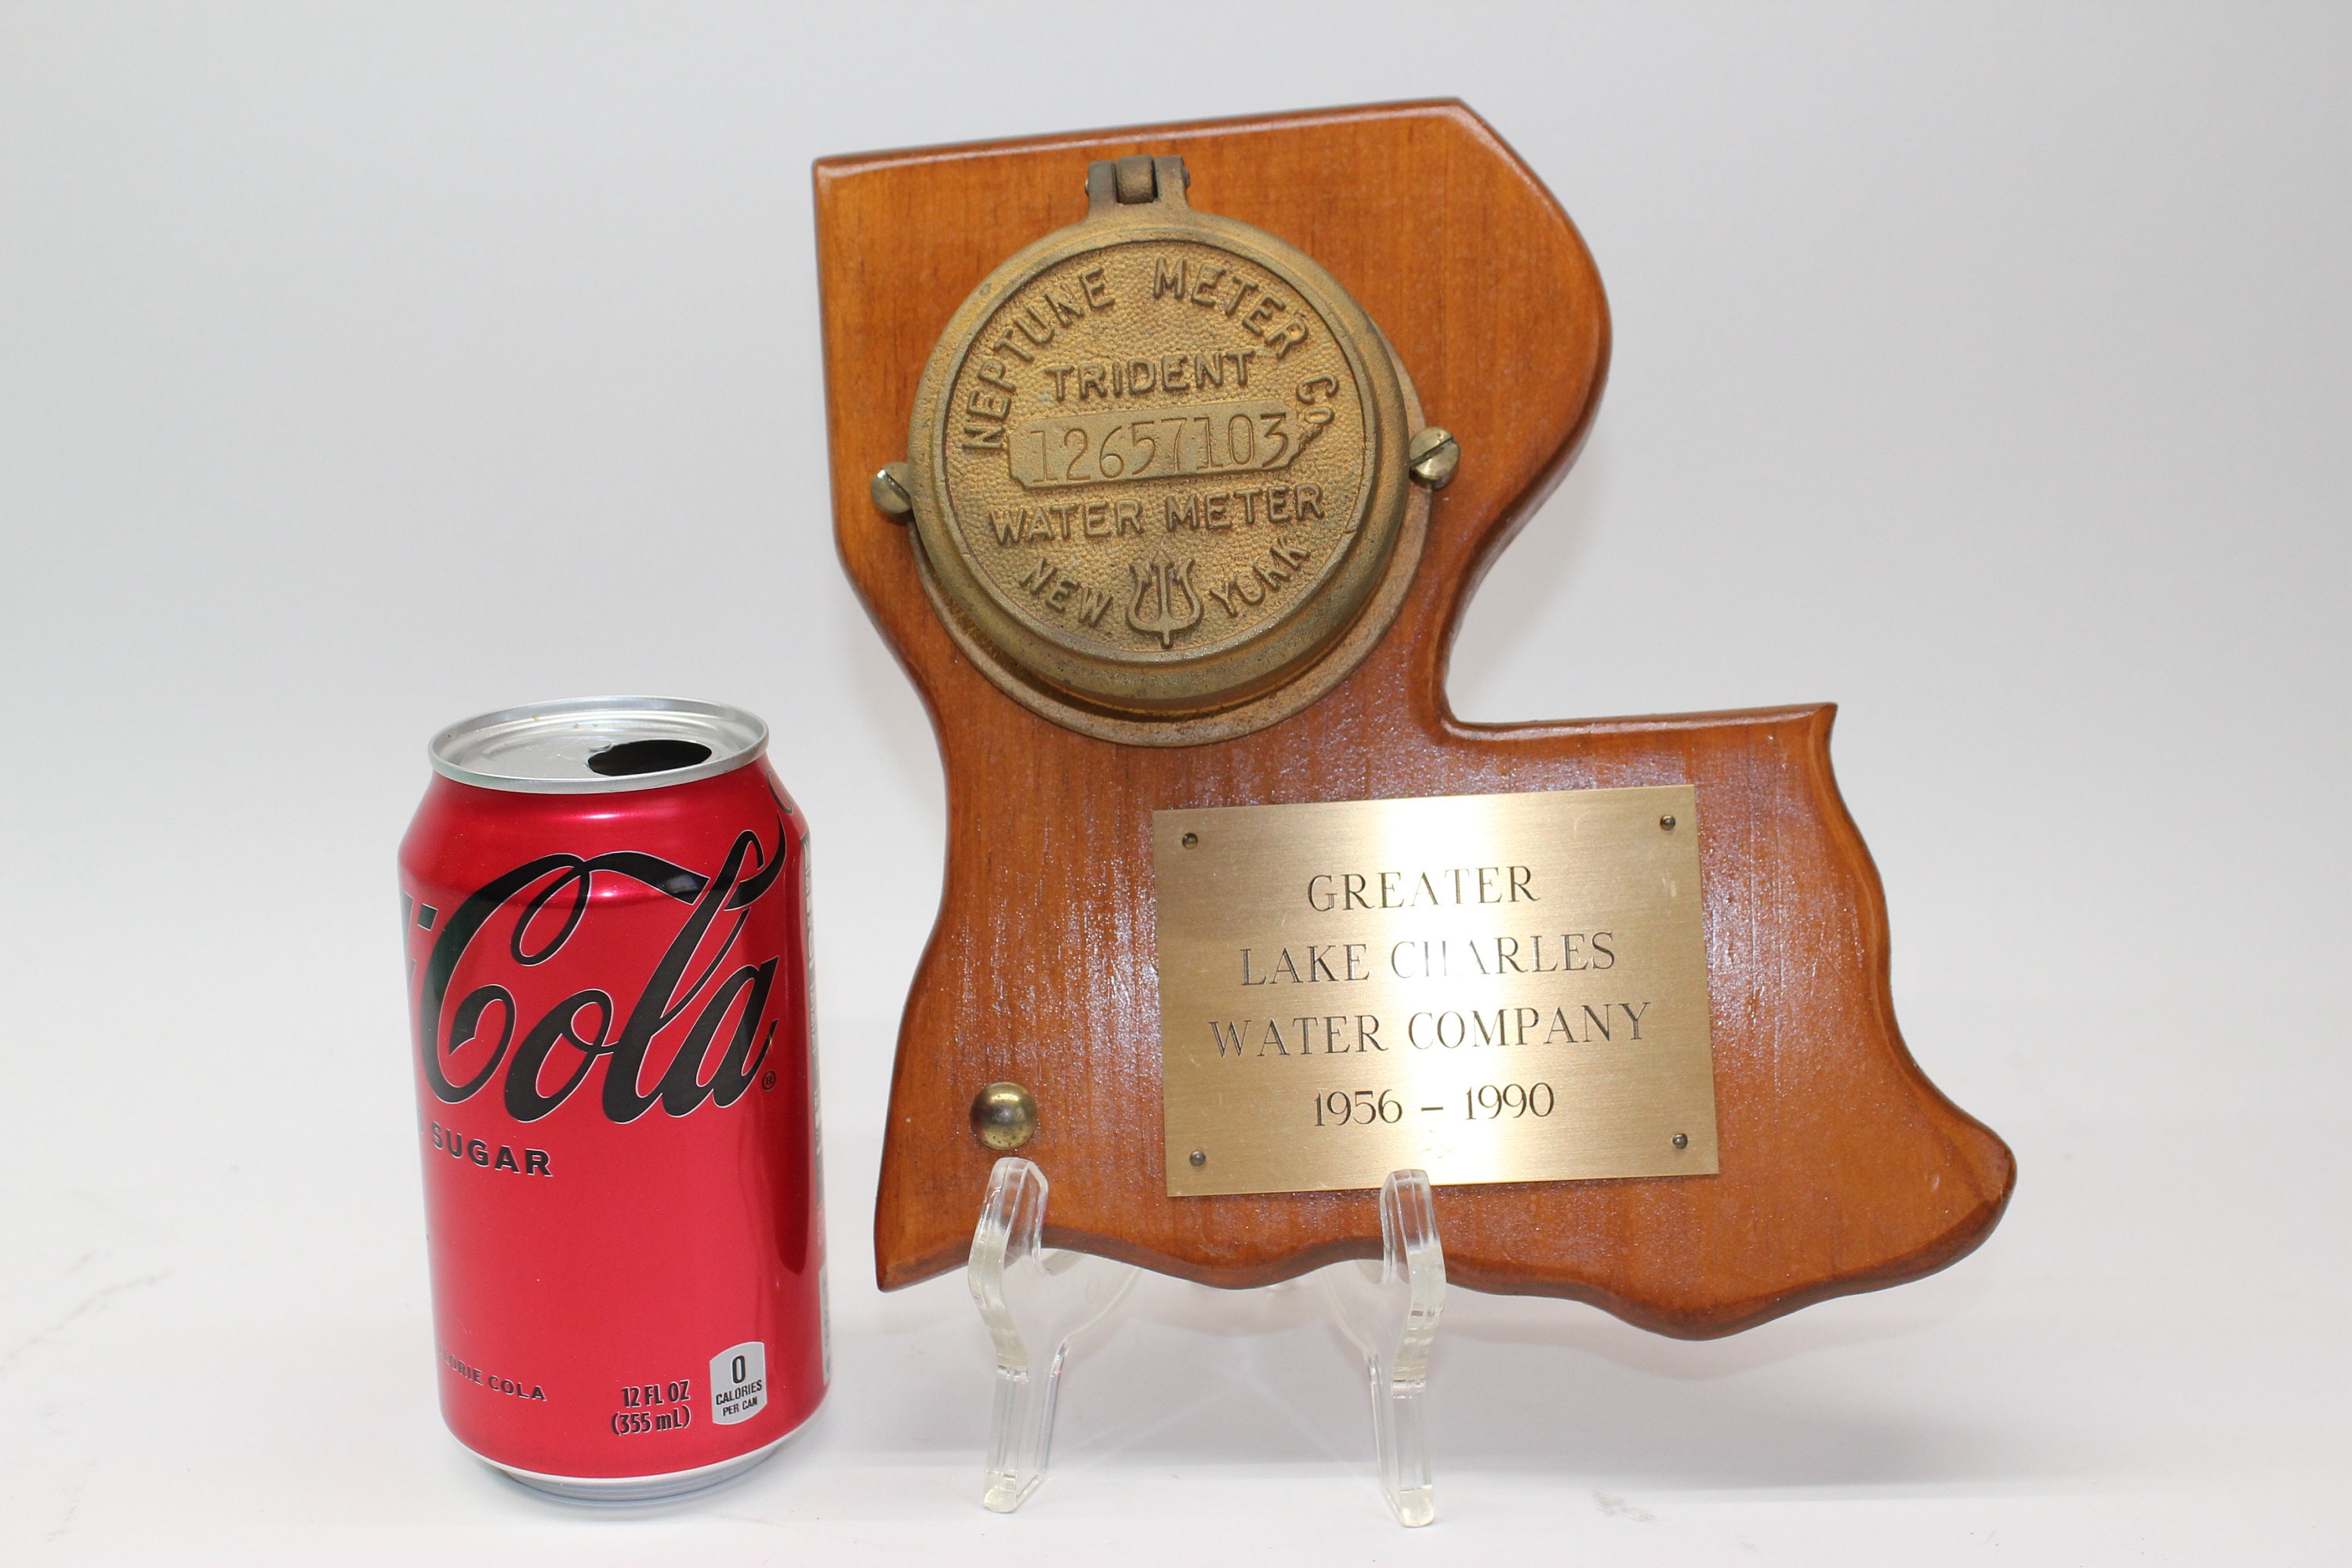 NEPTUNE METER CO.
TRIDENT
12657103
WATER METER
NEW YORK
GREATER
LAKE CHARLES
WATER COMPANY
1956 - 1990
Cola®
SUGAR
COLA
12 FL OZ
(355 mL)
0
CALORIES
PER CAN